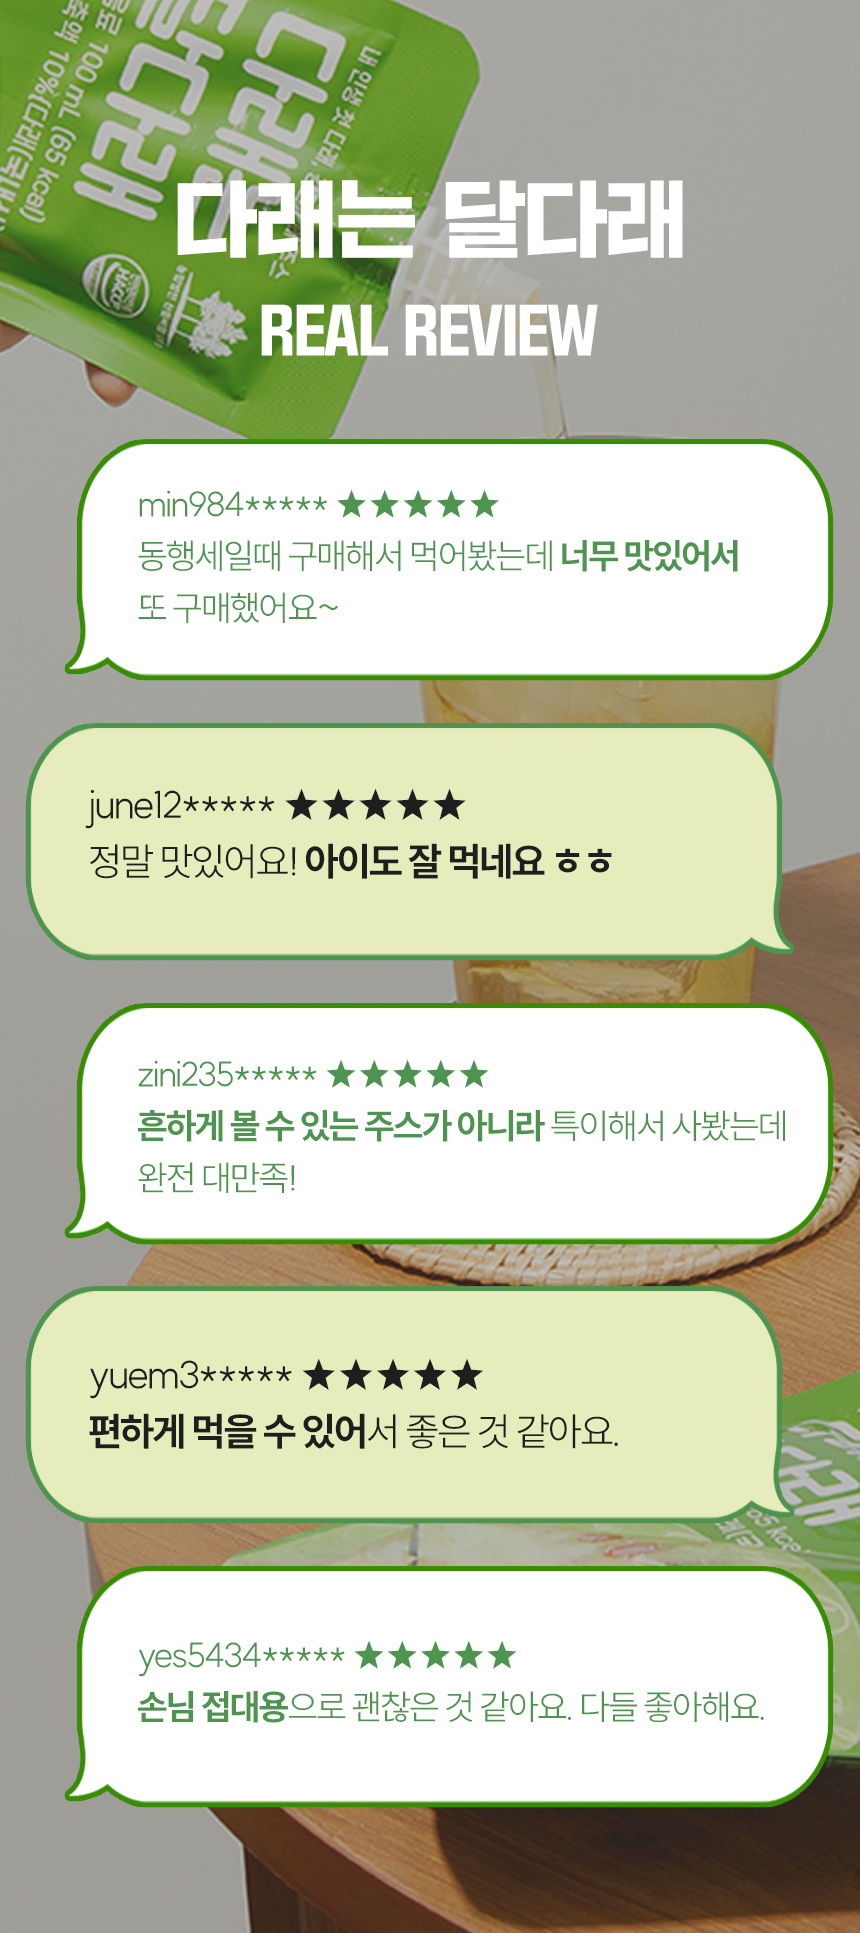 다래는
달다래
내 인생 첫 다래,
100 mL (65 kcal)
HACCP
다래는 달다래
REAL REVIEW
min984***** ★★★★★
동행세일때 구매해서 먹어봤는데 너무 맛있어서
또 구매했어요~
june12***** ★★★★★
정말 맛있어요! 아이도 잘 먹네요 ㅎㅎ
zini235***** ★★★★★
흔하게 볼 수 있는 주스가 아니라 특이해서 사봤는데
완전 대만족!
yuem3***** ★★★★★
편하게 먹을 수 있어서 좋은 것 같아요.
yes5434***** ★★★★★
손님 접대용으로 괜찮은 것 같아요. 다들 좋아해요.